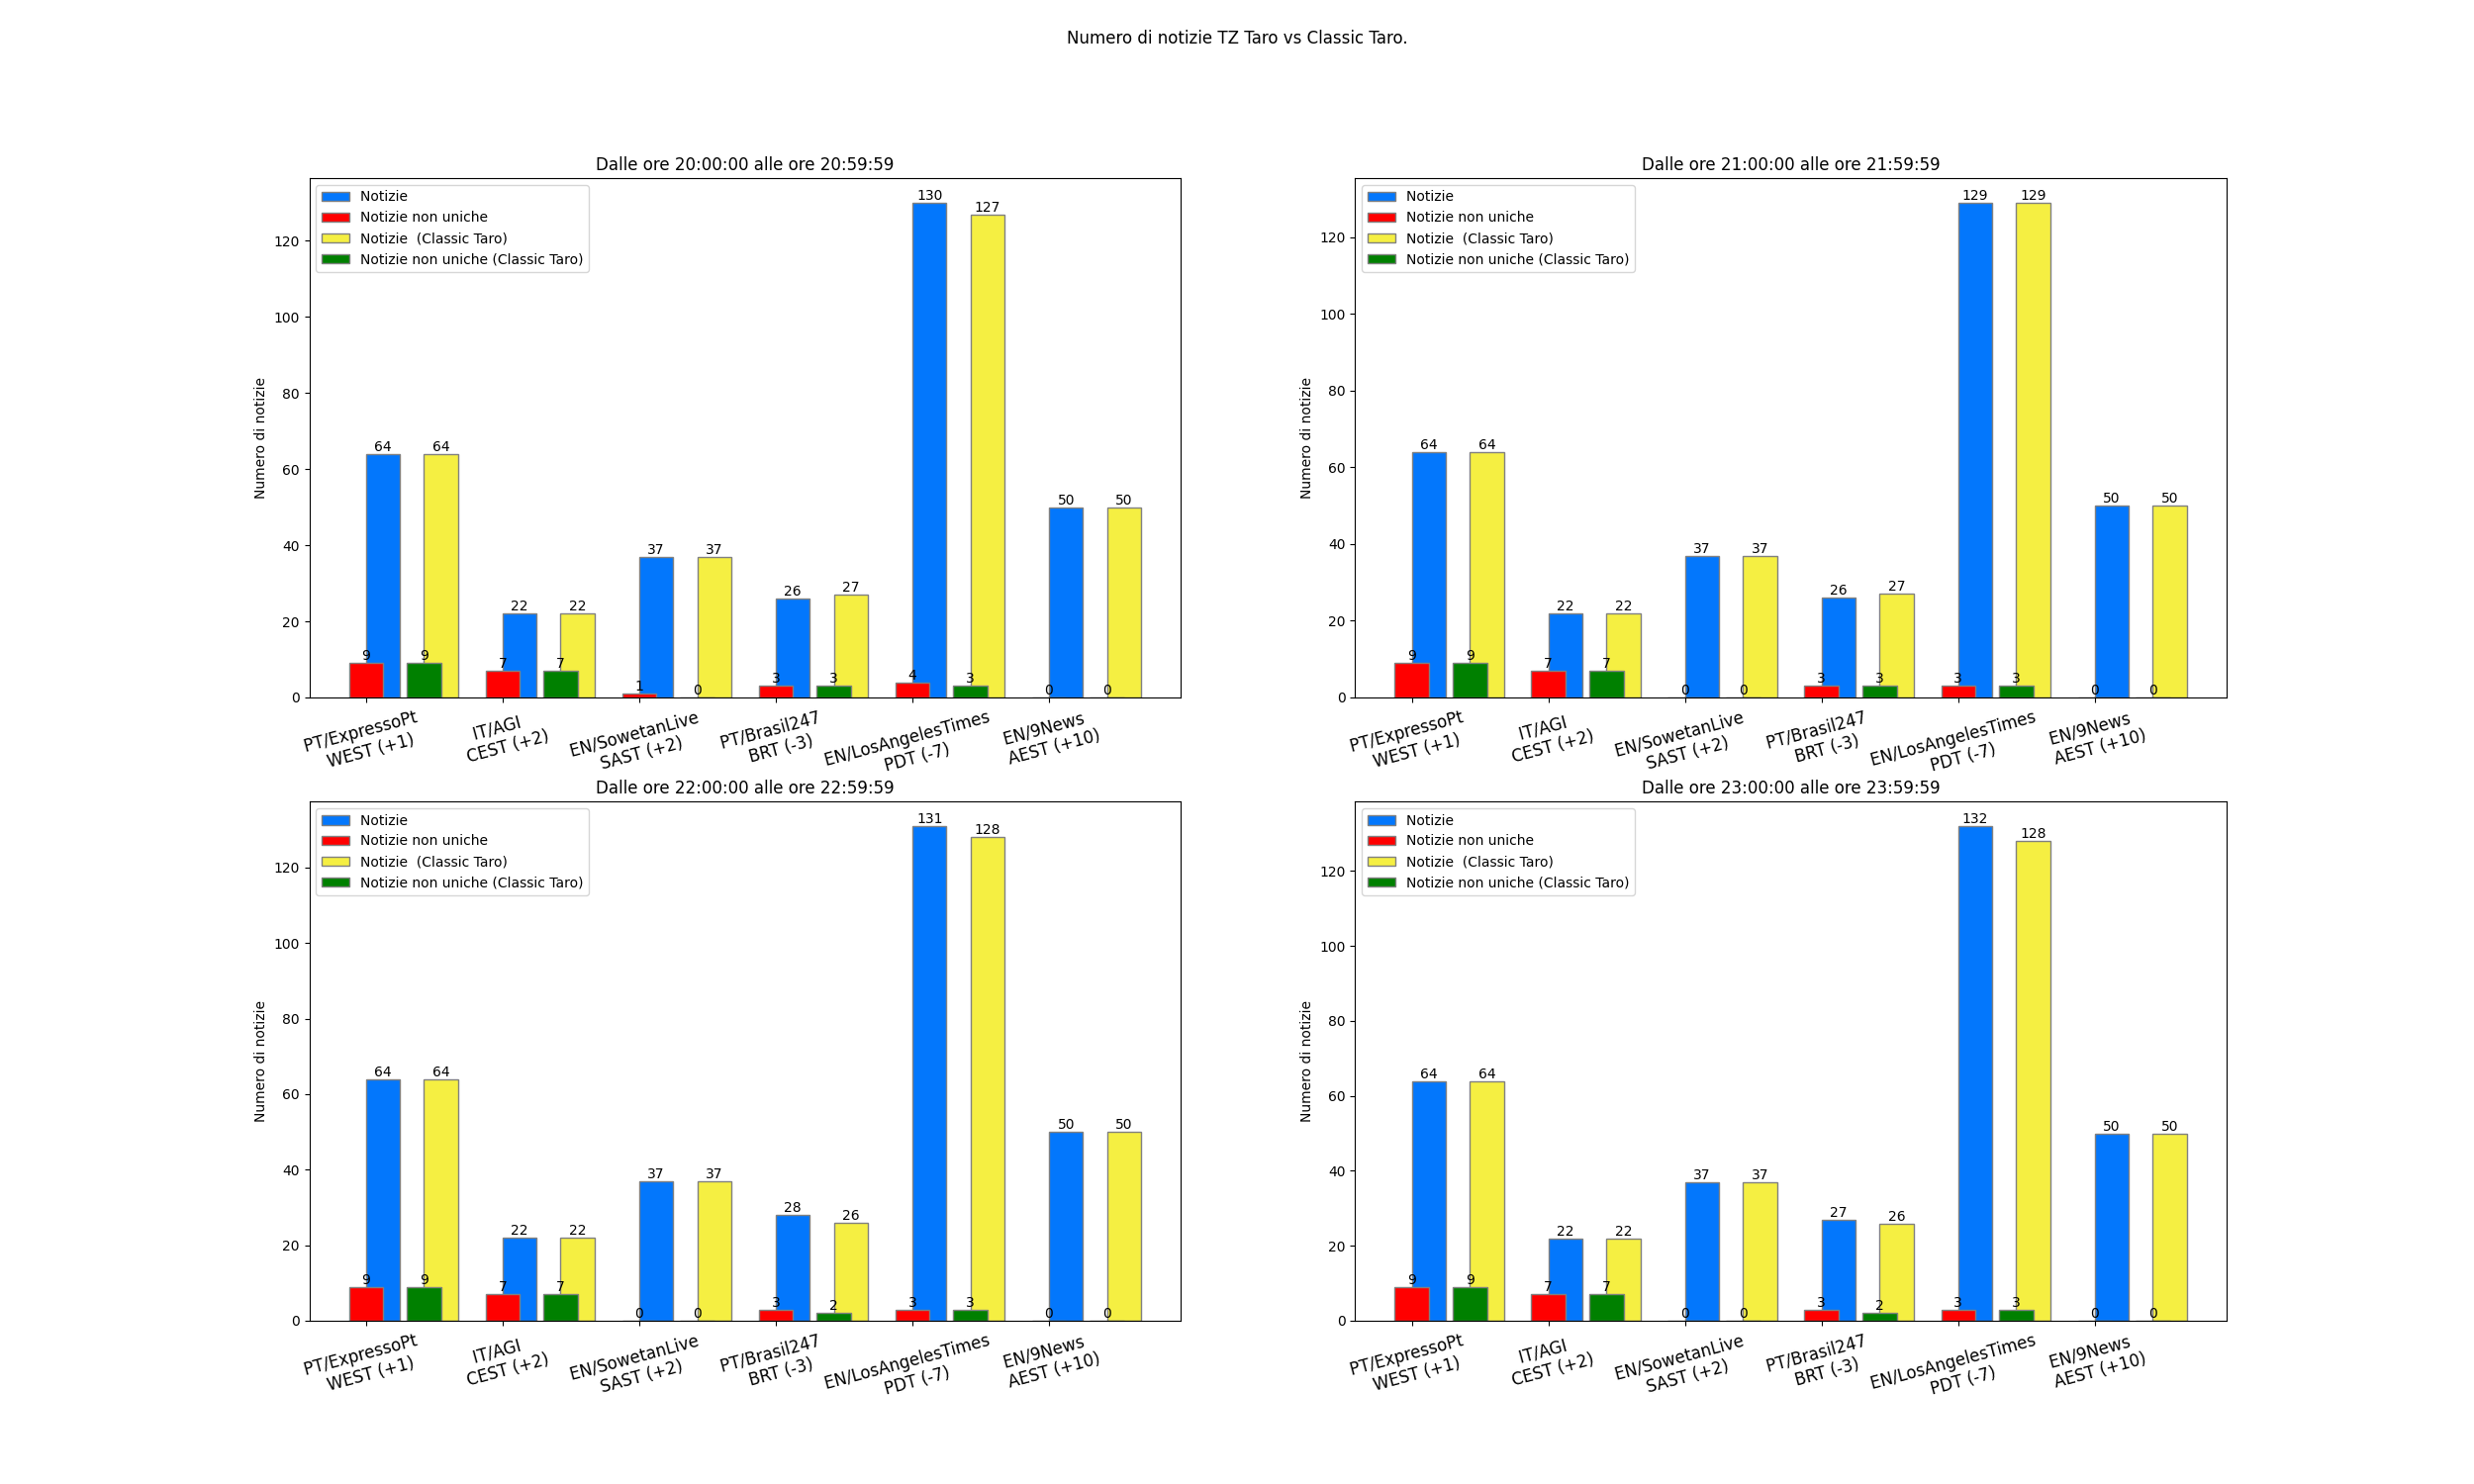 Numero di notizie TZ Taro vs Classic Taro.
Dalle ore 20:00:00 alle ore 20:59:59
Notizie
Notizie non uniche
Notizie (Classic Taro)
Notizie non uniche (Classic Taro)
Numero di notizie
0
20
40
60
80
100
120
9 64 9 64
7 22 7 22
1 37 0 37
3 26 3 27
4 130 3 127
0 50 0 50
PT/ExpressoPt
WEST (+1)
IT/AGI
CEST (+2)
EN/SowetanLive
SAST (+2)
PT/Brasil247
BRT (-3)
EN/LosAngelesTimes
PDT (-7)
EN/9News
AEST (+10)
Dalle ore 21:00:00 alle ore 21:59:59
Notizie
Notizie non uniche
Notizie (Classic Taro)
Notizie non uniche (Classic Taro)
Numero di notizie
0
20
40
60
80
100
120
9 64 9 64
7 22 7 22
0 37 0 37
3 26 3 27
3 129 3 129
0 50 0 50
PT/ExpressoPt
WEST (+1)
IT/AGI
CEST (+2)
EN/SowetanLive
SAST (+2)
PT/Brasil247
BRT (-3)
EN/LosAngelesTimes
PDT (-7)
EN/9News
AEST (+10)
Dalle ore 22:00:00 alle ore 22:59:59
Notizie
Notizie non uniche
Notizie (Classic Taro)
Notizie non uniche (Classic Taro)
Numero di notizie
0
20
40
60
80
100
120
9 64 9 64
7 22 7 22
0 37 0 37
3 28 2 26
3 131 3 128
0 50 0 50
PT/ExpressoPt
WEST (+1)
IT/AGI
CEST (+2)
EN/SowetanLive
SAST (+2)
PT/Brasil247
BRT (-3)
EN/LosAngelesTimes
PDT (-7)
EN/9News
AEST (+10)
Dalle ore 23:00:00 alle ore 23:59:59
Notizie
Notizie non uniche
Notizie (Classic Taro)
Notizie non uniche (Classic Taro)
Numero di notizie
0
20
40
60
80
100
120
9 64 9 64
7 22 7 22
0 37 0 37
3 27 2 26
3 132 3 128
0 50 0 50
PT/ExpressoPt
WEST (+1)
IT/AGI
CEST (+2)
EN/SowetanLive
SAST (+2)
PT/Brasil247
BRT (-3)
EN/LosAngelesTimes
PDT (-7)
EN/9News
AEST (+10)